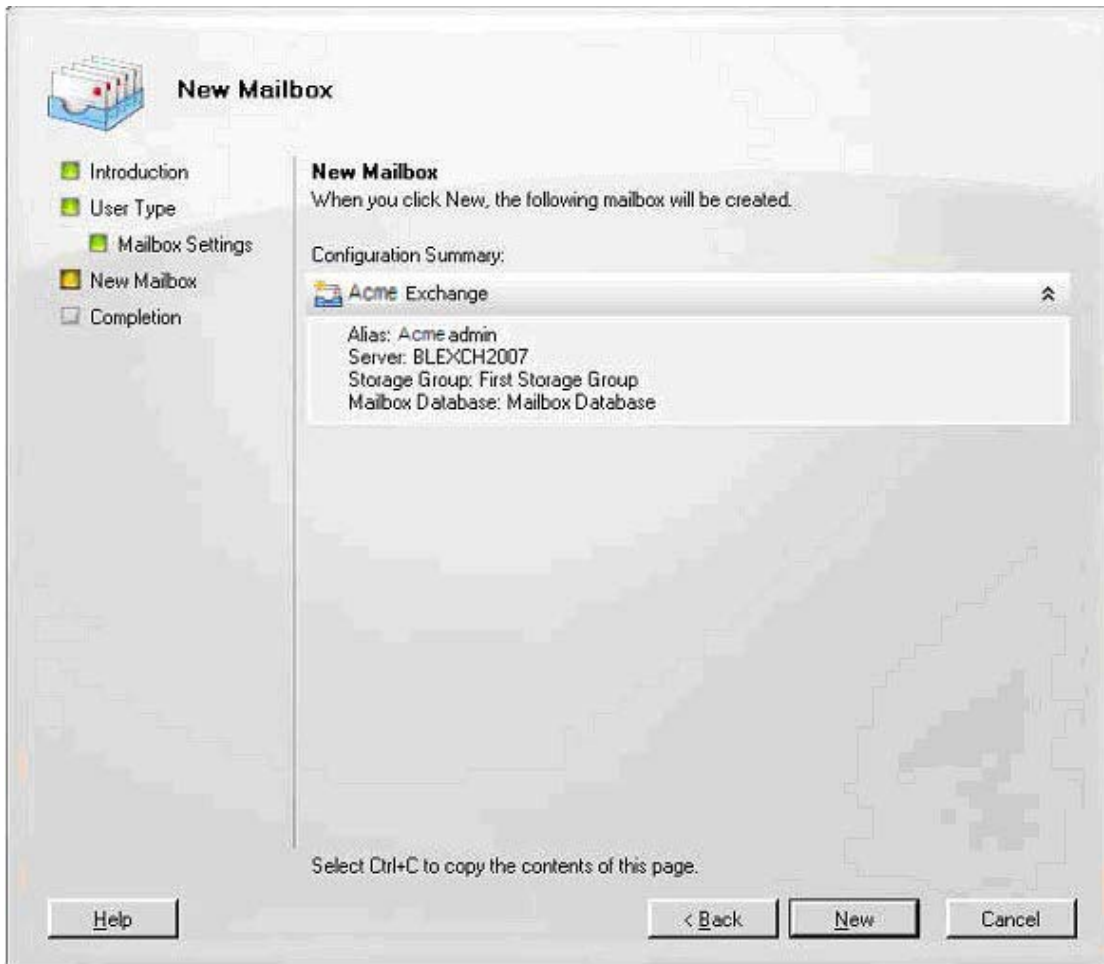 New Mailbox
Introduction
User Type
Mailbox Settings
New Mailbox
Completion
New Mailbox
When you click New, the following mailbox will be created.
Configuration Summary:
Acme Exchange
Alias: Acme admin
Server: BLEXCH2007
Storage Group: First Storage Group
Mailbox Database: Mailbox Database
Select Ctrl+C to copy the contents of this page.
Help
< Back
New
Cancel